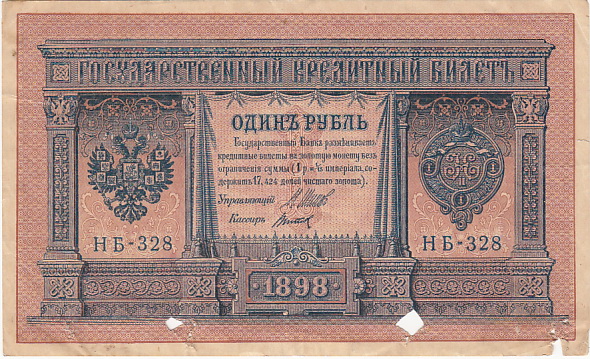 ГОСУДАРСТВЕННЫЙ КРЕДИТНЫЙ БИЛЕТЪ
ОДИНЪ РУБЛЬ
Государственный Банкъ размѣниваетъ
кредитные билеты на золотую монету безъ
ограниченія суммы (1 р. = 1/15 имперіала, со-
держитъ 17,424 долей чистаго золота).
Управляющій
Кассиръ
НБ-328
НБ-328
1898